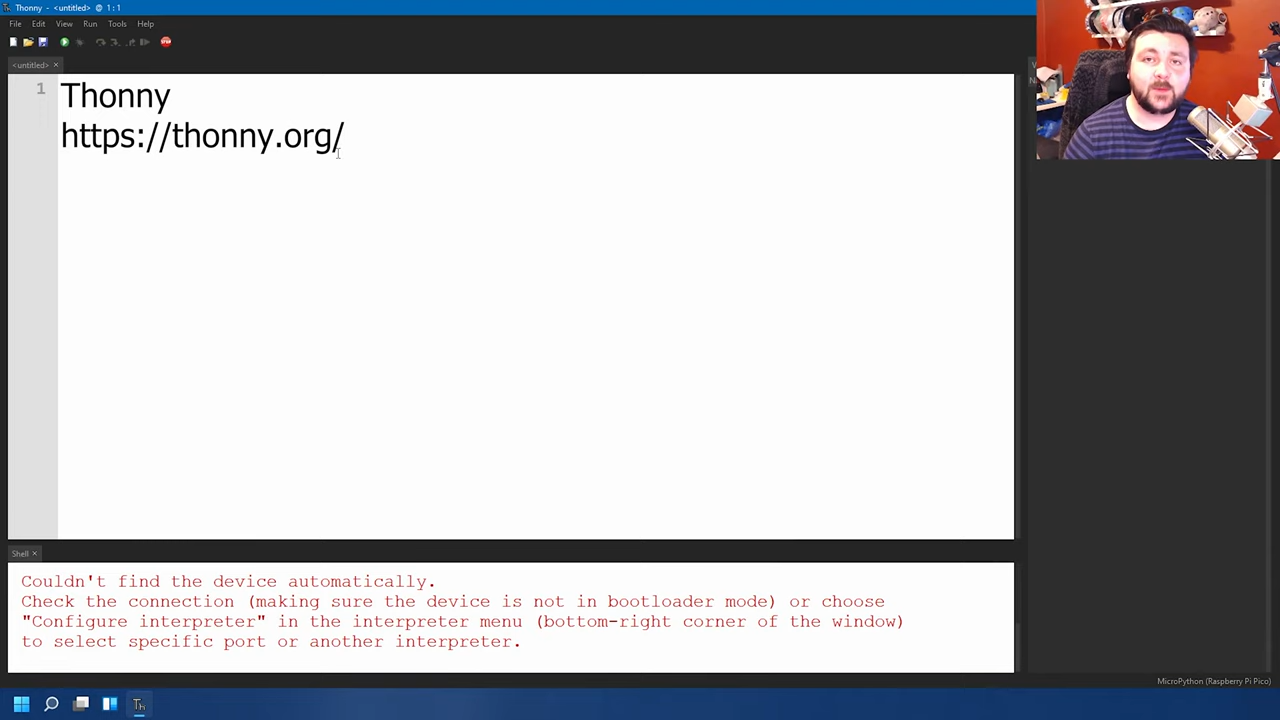 Thonny - <untitled> @ 1 : 1
File Edit View Run Tools Help
<untitled> ×
1
Thonny
https://thonny.org/
Shell ×
Couldn't find the device automatically.
Check the connection (making sure the device is not in bootloader mode) or choose
"Configure interpreter" in the interpreter menu (bottom-right corner of the window)
to select specific port or another interpreter.
MicroPython (Raspberry Pi Pico)